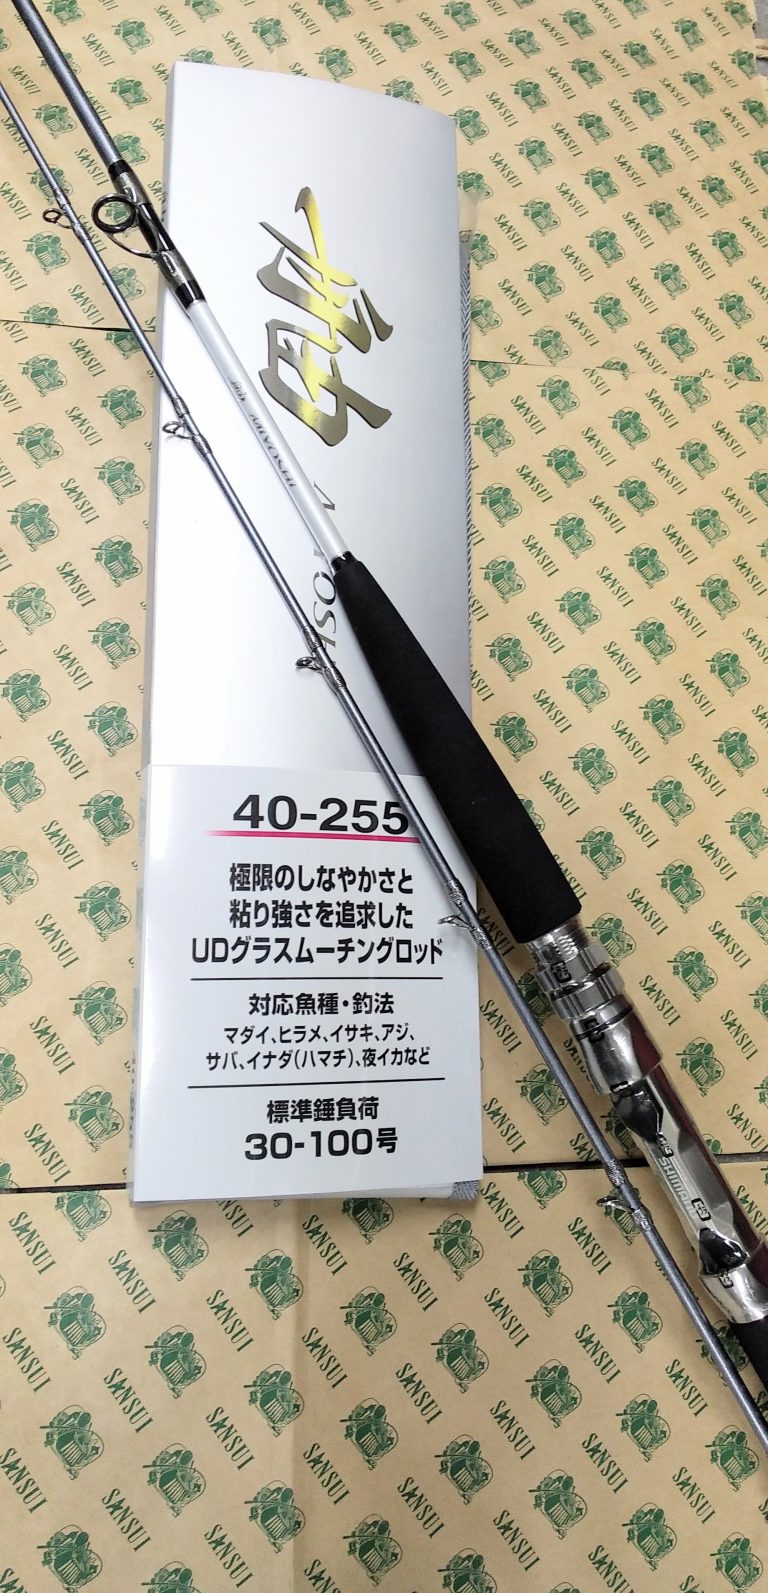 舳
MIYOSHI
40-255
極限のしなやかさと
粘り強さを追求した
UDグラスムーチングロッド
対応魚種・釣法
マダイ、ヒラメ、イサキ、アジ、
サバ、イナダ(ハマチ)、夜イカなど
標準錘負荷
30-100号
SHIMANO
SANSUI